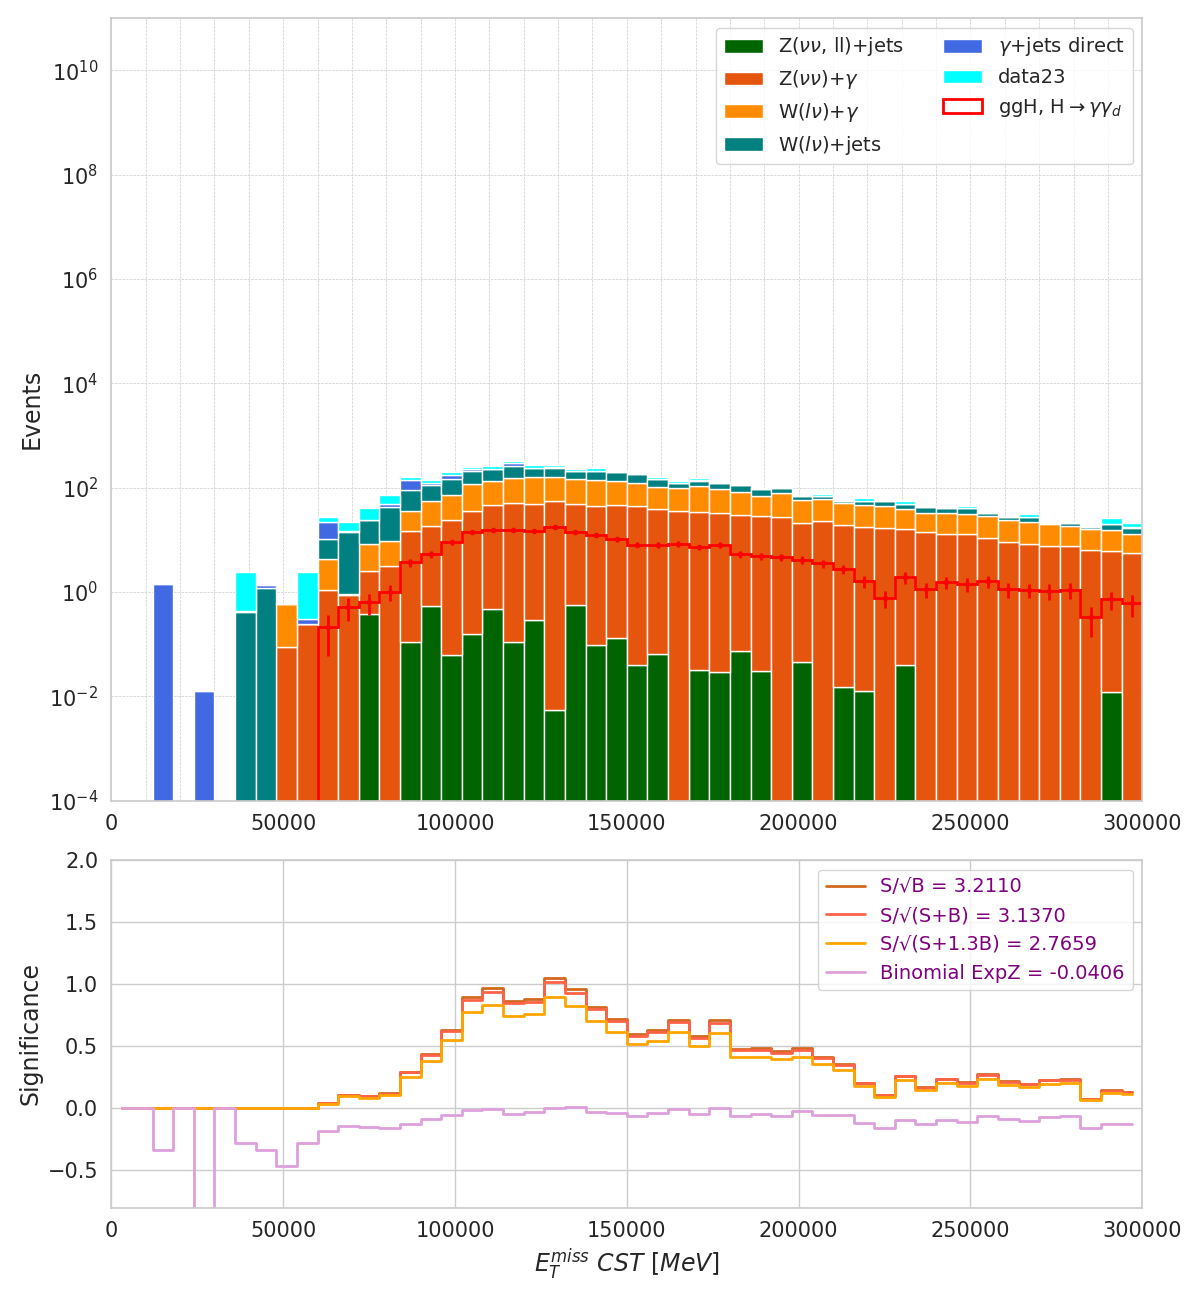 Z(νν, ll)+jets
Z(νν)+γ
W(lν)+γ
W(lν)+jets
γ+jets direct
data23
ggH, H→γγ_d
Events
10^10
10^8
10^6
10^4
10^2
10^0
10^−2
10^−4
0 50000 100000 150000 200000 250000 300000
S/√B = 3.2110
S/√(S+B) = 3.1370
S/√(S+1.3B) = 2.7659
Binomial ExpZ = -0.0406
Significance
2.0
1.5
1.0
0.5
0.0
−0.5
0 50000 100000 150000 200000 250000 300000
E_T^miss CST [MeV]